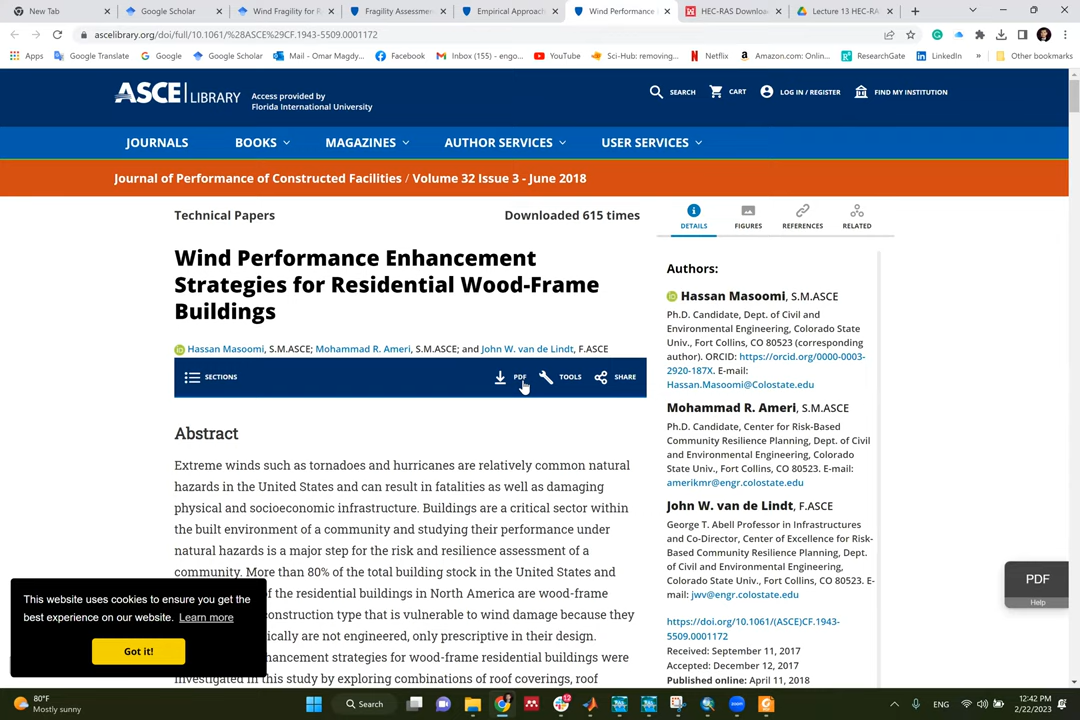 New Tab
Google Scholar
Wind Fragility for R
Fragility Assessmen
Empirical Approach
Wind Performance
HEC-RAS Downloa
Lecture 13 HEC-RA
ascelibrary.org/doi/full/10.1061/%28ASCE%29CF.1943-5509.0001172
Apps Google Translate Google Google Scholar Mail - Omar Magdy... Facebook Inbox (155) - engo... YouTube Sci-Hub: removing... Netflix Amazon.com: Onlin... ResearchGate LinkedIn » Other bookmarks
ASCE LIBRARY
Access provided by
Florida International University
SEARCH CART LOG IN / REGISTER FIND MY INSTITUTION
JOURNALS BOOKS MAGAZINES AUTHOR SERVICES USER SERVICES
Journal of Performance of Constructed Facilities / Volume 32 Issue 3 - June 2018
Technical Papers
Downloaded 615 times
Wind Performance Enhancement
Strategies for Residential Wood-Frame
Buildings
iD Hassan Masoomi, S.M.ASCE; Mohammad R. Ameri, S.M.ASCE; and John W. van de Lindt, F.ASCE
SECTIONS PDF TOOLS SHARE
Abstract
Extreme winds such as tornadoes and hurricanes are relatively common natural
hazards in the United States and can result in fatalities as well as damaging
physical and socioeconomic infrastructure. Buildings are a critical sector within
the built environment of a community and studying their performance under
natural hazards is a major step for the risk and resilience assessment of a
community. More than 80% of the total building stock in the United States and
of the residential buildings in North America are wood-frame
onstruction type that is vulnerable to wind damage because they
ically are not engineered, only prescriptive in their design.
hancement strategies for wood-frame residential buildings were
investigated in this study by exploring combinations of roof coverings, roof
DETAILS FIGURES REFERENCES RELATED
Authors:
iD Hassan Masoomi, S.M.ASCE
Ph.D. Candidate, Dept. of Civil and
Environmental Engineering, Colorado State
Univ., Fort Collins, CO 80523 (corresponding
author). ORCID: https://orcid.org/0000-0003-
2920-187X. E-mail:
Hassan.Masoomi@Colostate.edu
Mohammad R. Ameri, S.M.ASCE
Ph.D. Candidate, Center for Risk-Based
Community Resilience Planning, Dept. of Civil
and Environmental Engineering, Colorado
State Univ., Fort Collins, CO 80523. E-mail:
amerikmr@engr.colostate.edu
John W. van de Lindt, F.ASCE
George T. Abell Professor in Infrastructures
and Co-Director, Center of Excellence for Risk-
Based Community Resilience Planning, Dept.
of Civil and Environmental Engineering,
Colorado State Univ., Fort Collins, CO 80523. E-
mail: jwv@engr.colostate.edu
https://doi.org/10.1061/(ASCE)CF.1943-
5509.0001172
Received: September 11, 2017
Accepted: December 12, 2017
Published online: April 11, 2018
This website uses cookies to ensure you get the
best experience on our website. Learn more
Got it!
PDF
Help
80°F
Mostly sunny
Search
12
ENG
12:42 PM
2/22/2023